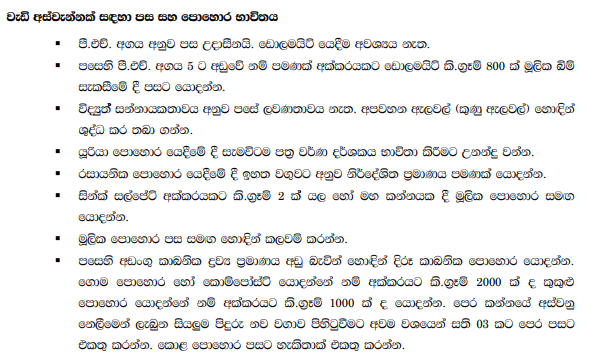 වැඩි අස්වැන්නක් සඳහා පස සහ පොහොර භාවිතය
▪ පී.එච්. අගය අනුව පස උදාසීනයි. ඩොලමයිට් යෙදීම අවශ්‍යය නැත.
▪ පසෙහි පී.එච්. අගය 5 ට අඩුවේ නම් පමණක් අක්කරයකට ඩොලමයිට් කි.ග්‍රෑම් 800 ක් මූලික බිම්
සැකසීමේ දී පසට යොදන්න.
▪ විද්‍යුත් සන්නායකතාවය අනුව පසේ ලවණතාවය නැත. අපවහන ඇලවල් (කුණු ඇලවල්) හොඳින්
ශුද්ධ කර තබා ගන්න.
▪ යූරියා පොහොර යෙදීමේ දී සැමවිටම පත්‍ර වර්ණ දර්ශකය භාවිතා කිරීමට උනන්දු වන්න.
▪ රසායනික පොහොර යෙදීමේ දී ඉහත වගුවට අනුව නිර්දේශිත ප්‍රමාණය පමණක් යොදන්න.
▪ සින්ක් සල්පේට් අක්කරයකට කි.ග්‍රෑම් 2 ක් යල හෝ මහ කන්නයක දී මූලික පොහොර සමඟ
යොදන්න.
▪ මූලික පොහොර පස සමඟ හොඳින් කලවම් කරන්න.
▪ පසෙහි අඩංගු කාබනික ද්‍රව්‍ය ප්‍රමාණය අඩු බැවින් හොඳින් දිරූ කාබනික පොහොර යොදන්න.
ගොම පොහොර හෝ කොම්පෝස්ට් යොදන්නේ නම් අක්කරයට කි.ග්‍රෑම් 2000 ක් ද කුකුළු
පොහොර යොදන්නේ නම් අක්කරයට කි.ග්‍රෑම් 1000 ක් ද යොදන්න. පෙර කන්නයේ අස්වනු
නෙලීමෙන් ලැබුන සියලුම පිදුරු නව වගාව පිහිටුවීමට අවම වශයෙන් සති 03 කට පෙර පසට
එකතු කරන්න. කොළ පොහොර පසට හැකිතාක් එකතු කරන්න.